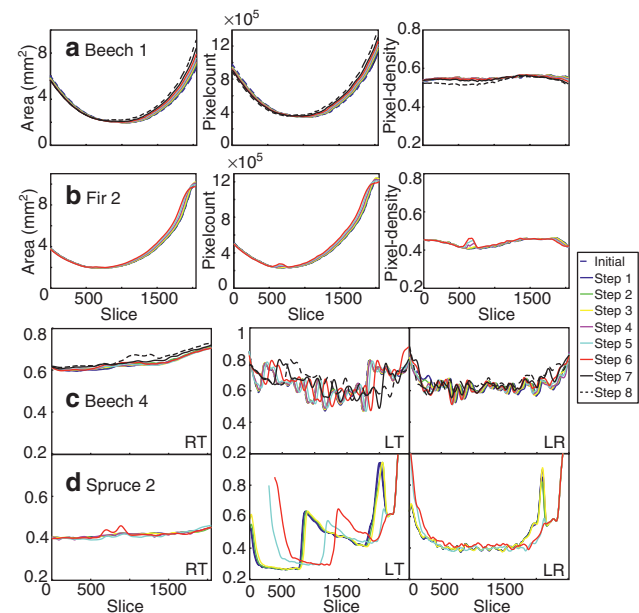 ×10⁵
a Beech 1
Area (mm²)
8
4
0
Pixelcount
12
8
4
0
Pixel-density
0.8
0.6
0.4
0.2
×10⁵
b Fir 2
Area (mm²)
8
4
0
500 1500
Slice
Pixelcount
12
8
4
0
0 500 1500
Slice
Pixel-density
0.8
0.6
0.4
0.2
0 500 1500
Slice
Initial
Step 1
Step 2
Step 3
Step 4
Step 5
Step 6
Step 7
Step 8
0.8
0.6
0.4
0.2
c Beech 4
RT
1
0.8
0.6
0.4
0.2
LT
LR
d Spruce 2
0.6
0.4
0.2
RT
0 500 1500
Slice
0.8
0.6
0.4
0.2
LT
0 500 1500
Slice
LR
0 500 1500
Slice